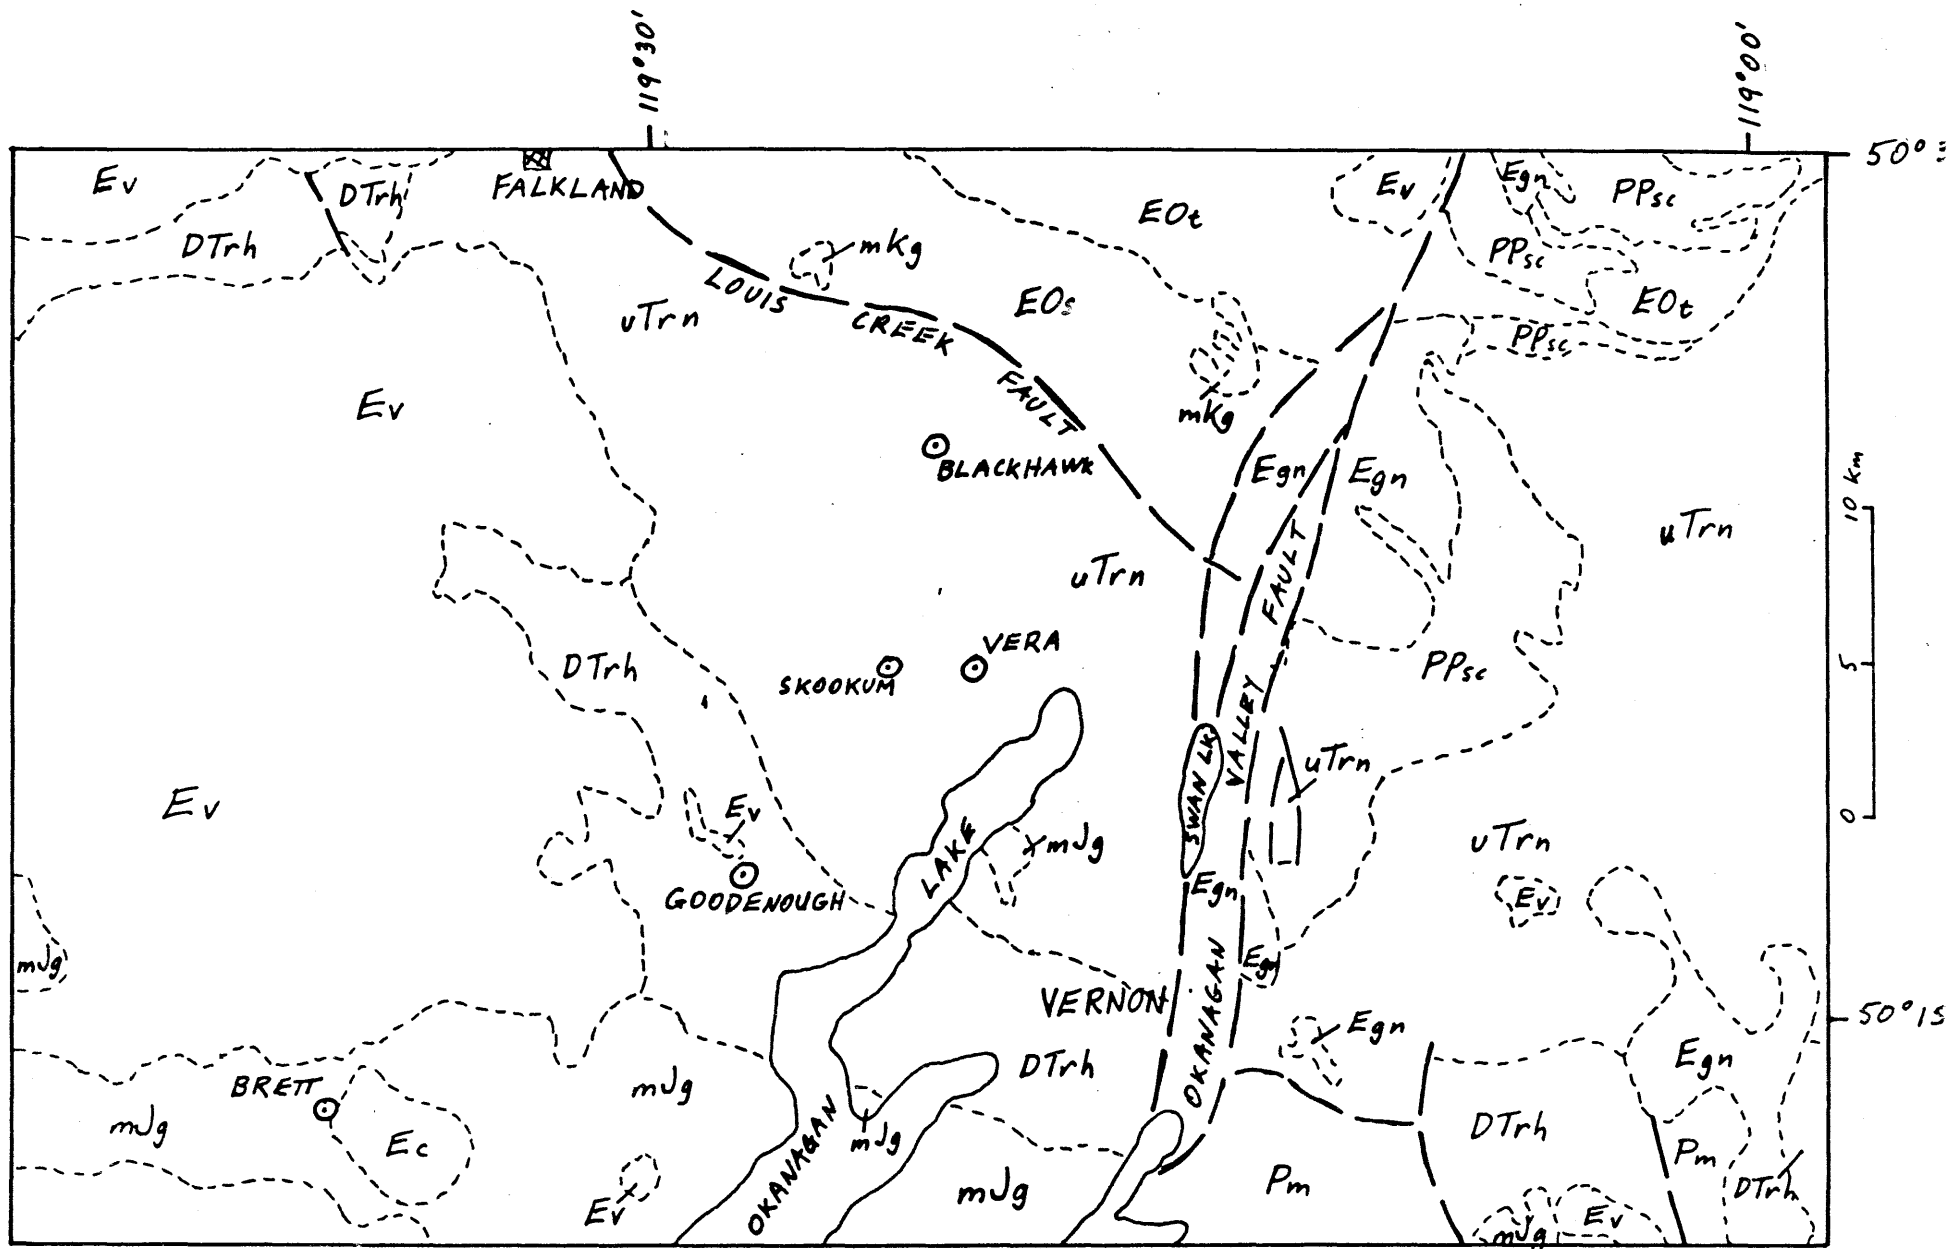 119°30'
119°00'
50°3
Ev
DTrh
FALKLAND
Ev
Egn
PPsc
DTrh
mKg
EOt
PPsc
LOUIS
CREEK
FAULT
uTrn
EOs
EOt
PPsc
Ev
mKg
BLACKHAWK
Egn
Egn
10 km
uTrn
uTrn
FAULT
VERA
DTrh
SKOOKUM
PPsc
5
VALLEY
SWAN LK
uTrn
Ev
Ev
LAKE
mJg
uTrn
0
GOODENOUGH
Egn
Ev
mJg
Egn
VERNON
OKANAGAN
50°15
Egn
Egn
BRETT
mJg
DTrh
mJg
Ec
OKANAGAN
mJg
DTrh
Pm
DTrh
Ev
mJg
Pm
mJg
Ev